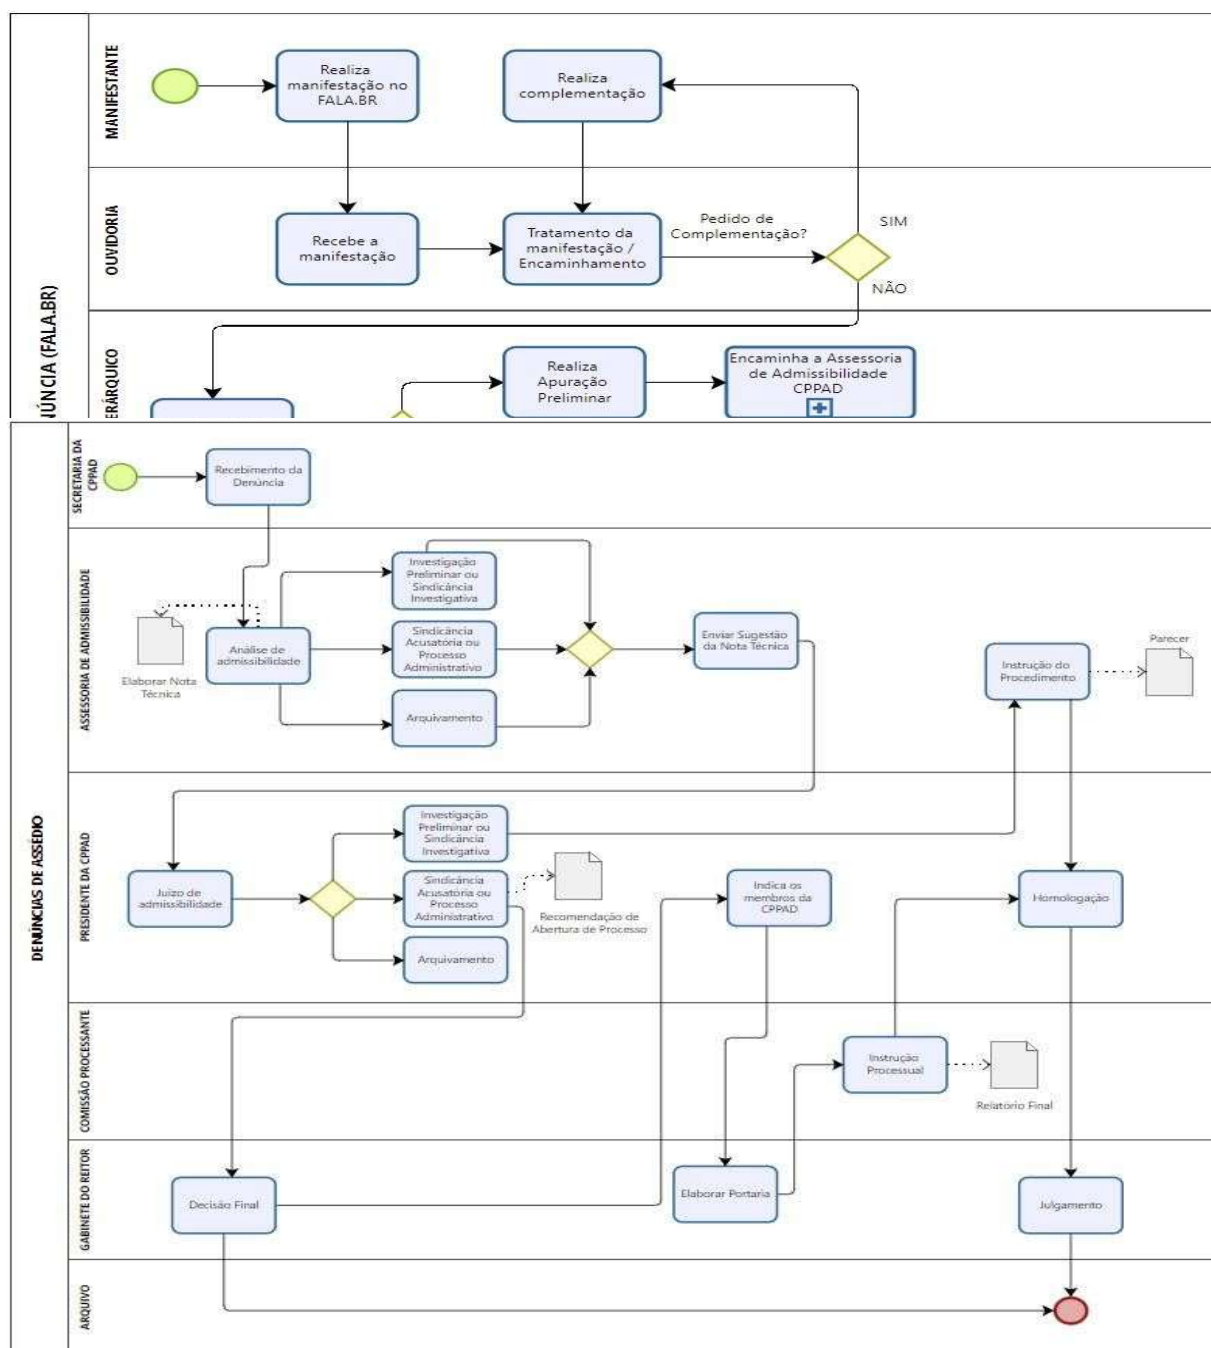 NÚNCIA (FALA.BR)
MANIFESTANTE
Realiza
manifestação no
FALA.BR
Realiza
complementação
OUVIDORIA
Recebe a
manifestação
Tratamento da
manifestação /
Encaminhamento
Pedido de
Complementação?
SIM
NÃO
ERÁRQUICO
Realiza
Apuração
Preliminar
Encaminha a Assessoria
de Admissibilidade
CPPAD
DENÚNCIAS DE ASSÉDIO
SECRETARIA DA
CPPAD
Recebimento da
Denúncia
ASSESSORIA DE ADMISSIBILIDADE
Elaborar Nota
Técnica
Análise de
admissibilidade
Investigação
Preliminar ou
Sindicância
Investigativa
Sindicância
Acusatória ou
Processo
Administrativo
Arquivamento
Enviar Sugestão
da Nota Técnica
Instrução do
Procedimento
Parecer
PRESIDENTE DA CPPAD
Juízo de
admissibilidade
Investigação
Preliminar ou
Sindicância
Investigativa
Sindicância
Acusatória ou
Processo
Administrativo
Arquivamento
Recomendação de
Abertura de Processo
Indica os
membros da
CPPAD
Homologação
COMISSÃO PROCESSANTE
Instrução
Processual
Relatório Final
GABINETE DO REITOR
Decisão Final
Elaborar Portaria
Julgamento
ARQUIVO